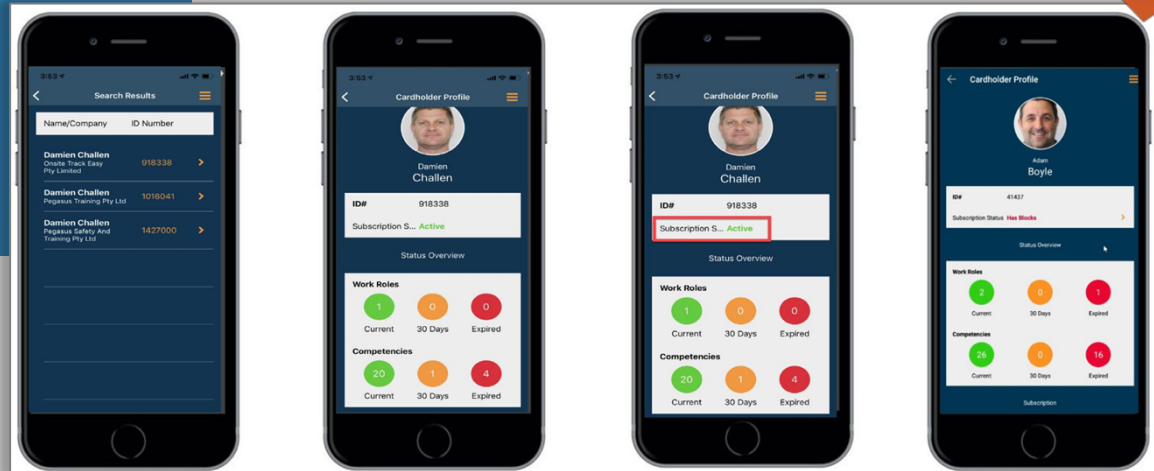 3:53
Search Results
Name/Company ID Number
Damien Challen
Onsite Track Easy
Pty Limited
918338
Damien Challen
Pegasus Training Pty Ltd
1016041
Damien Challen
Pegasus Safety And
Training Pty Ltd
1427000
3:53
Cardholder Profile
Damien
Challen
ID# 918338
Subscription S... Active
Status Overview
Work Roles
1 0 0
Current 30 Days Expired
Competencies
20 1 4
Current 30 Days Expired
3:53
Cardholder Profile
Damien
Challen
ID# 918338
Subscription S... Active
Status Overview
Work Roles
1 0 0
Current 30 Days Expired
Competencies
20 1 4
Current 30 Days Expired
Cardholder Profile
Adam
Boyle
ID# 41437
Subscription Status Has Blocks
Status Overview
Work Roles
2 0 1
Current 30 Days Expired
Competencies
26 0 16
Current 30 Days Expired
Subscription